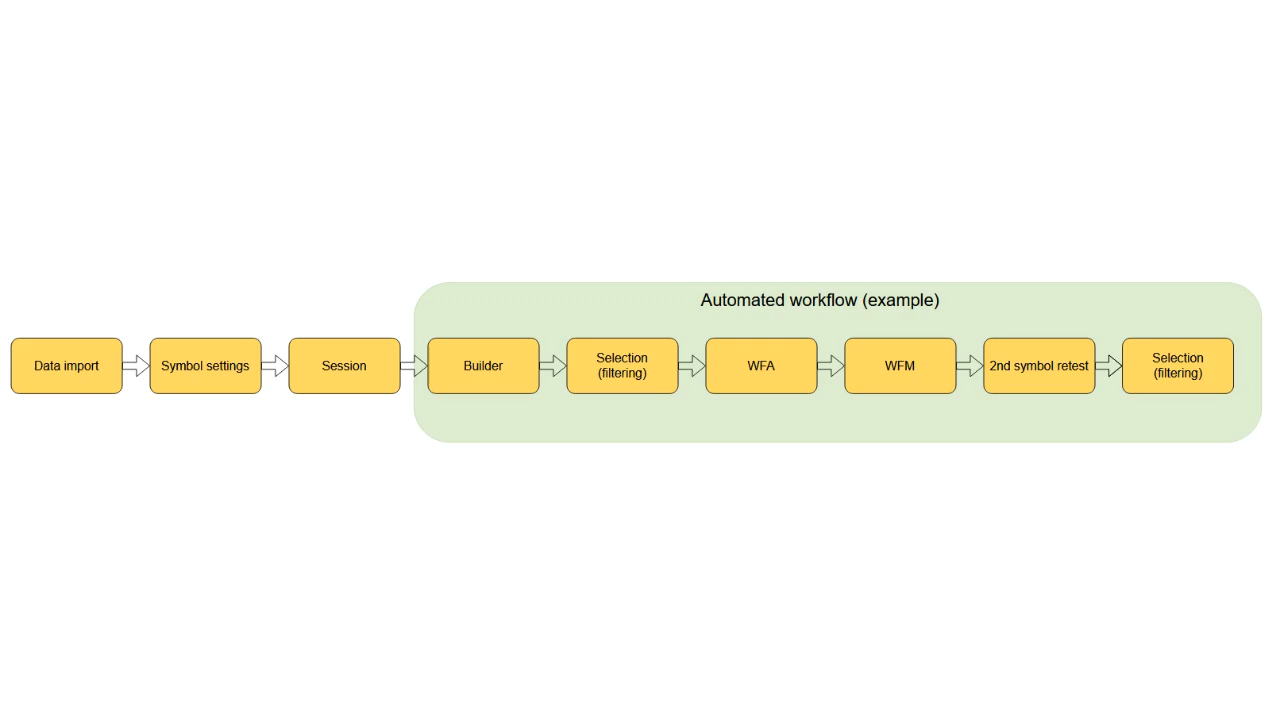 Automated workflow (example)
Data import
Symbol settings
Session
Builder
Selection
(filtering)
WFA
WFM
2nd symbol retest
Selection
(filtering)